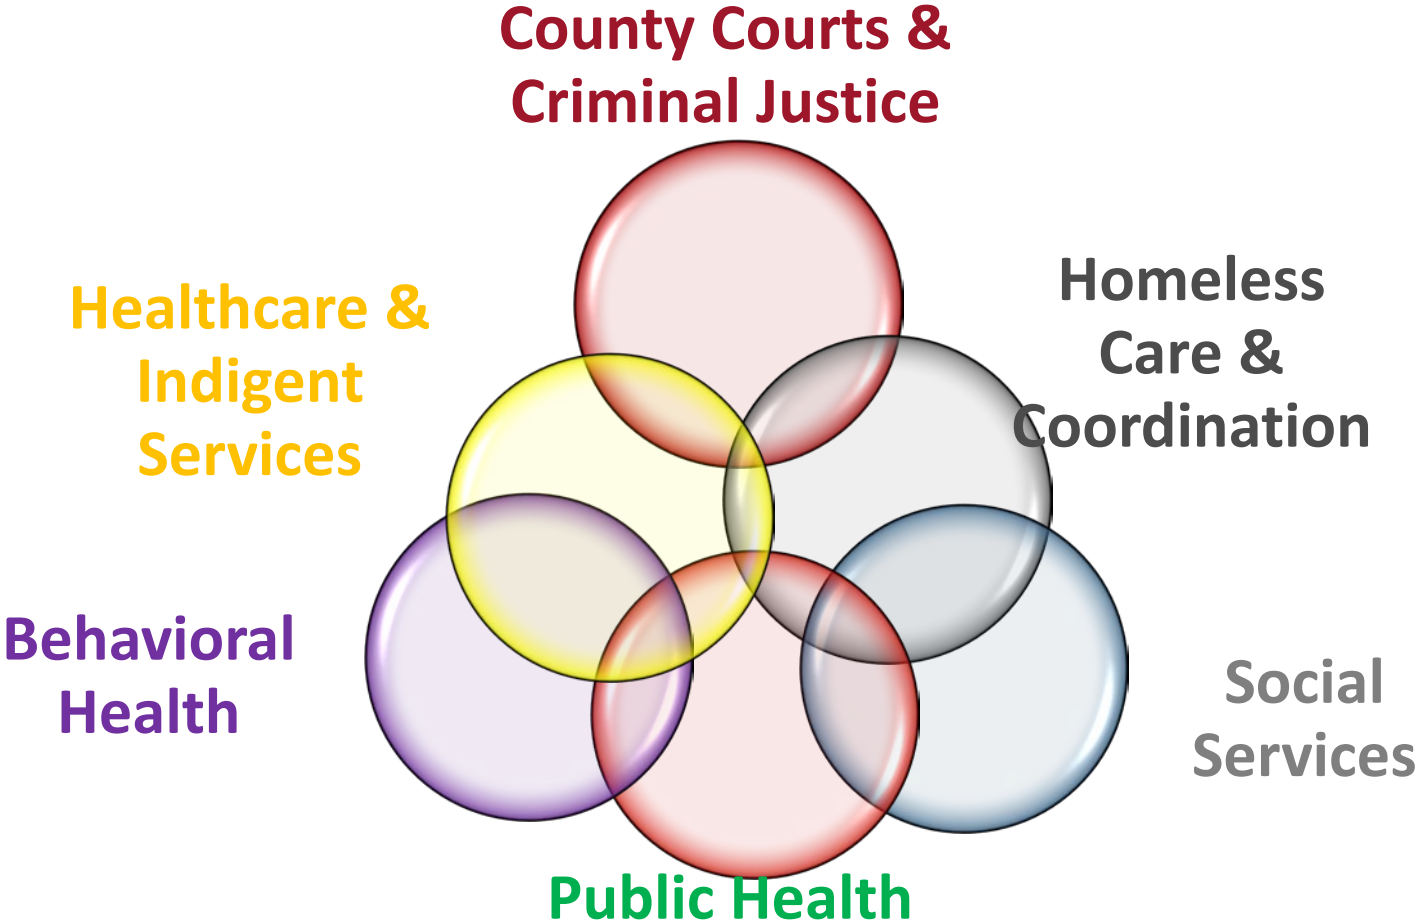 County Courts &
Criminal Justice
Healthcare &
Indigent
Services
Homeless
Care &
Coordination
Behavioral
Health
Social
Services
Public Health